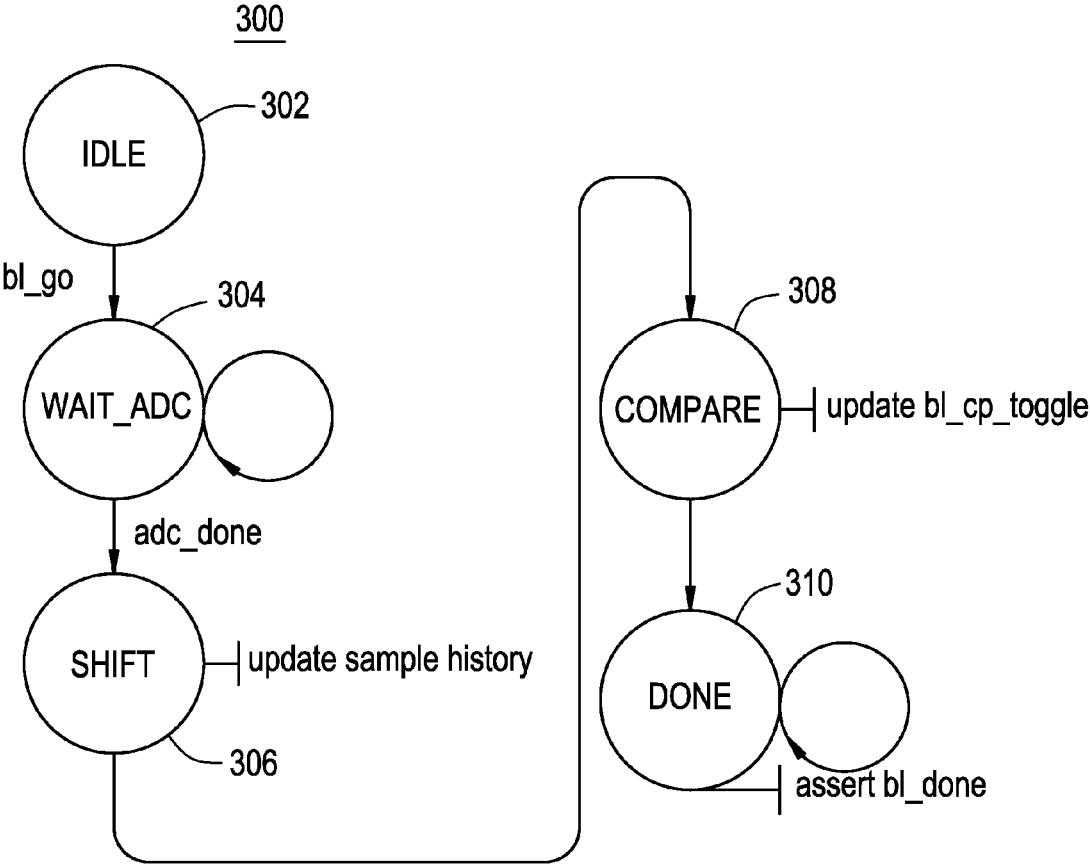 300
302
IDLE
bl_go
304
WAIT_ADC
adc_done
SHIFT
update sample history
306
308
COMPARE
update bl_cp_toggle
310
DONE
assert bl_done